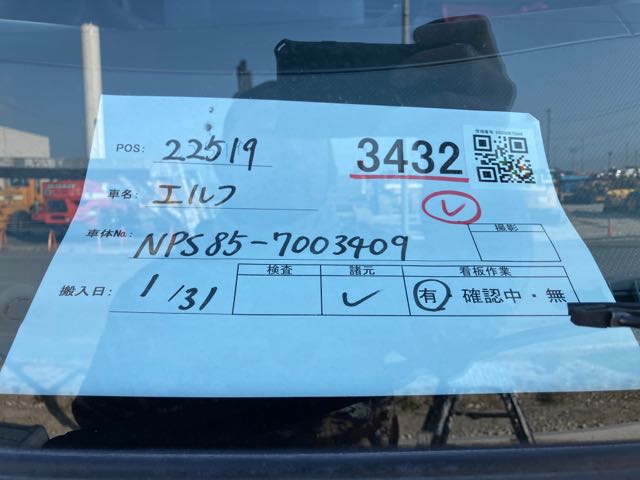 POS: 22519
3432
車名: エルフ
車体No. NPS85-7003409
撮影
搬入日: 1/31
検査 諸元 看板作業
有・確認中・無